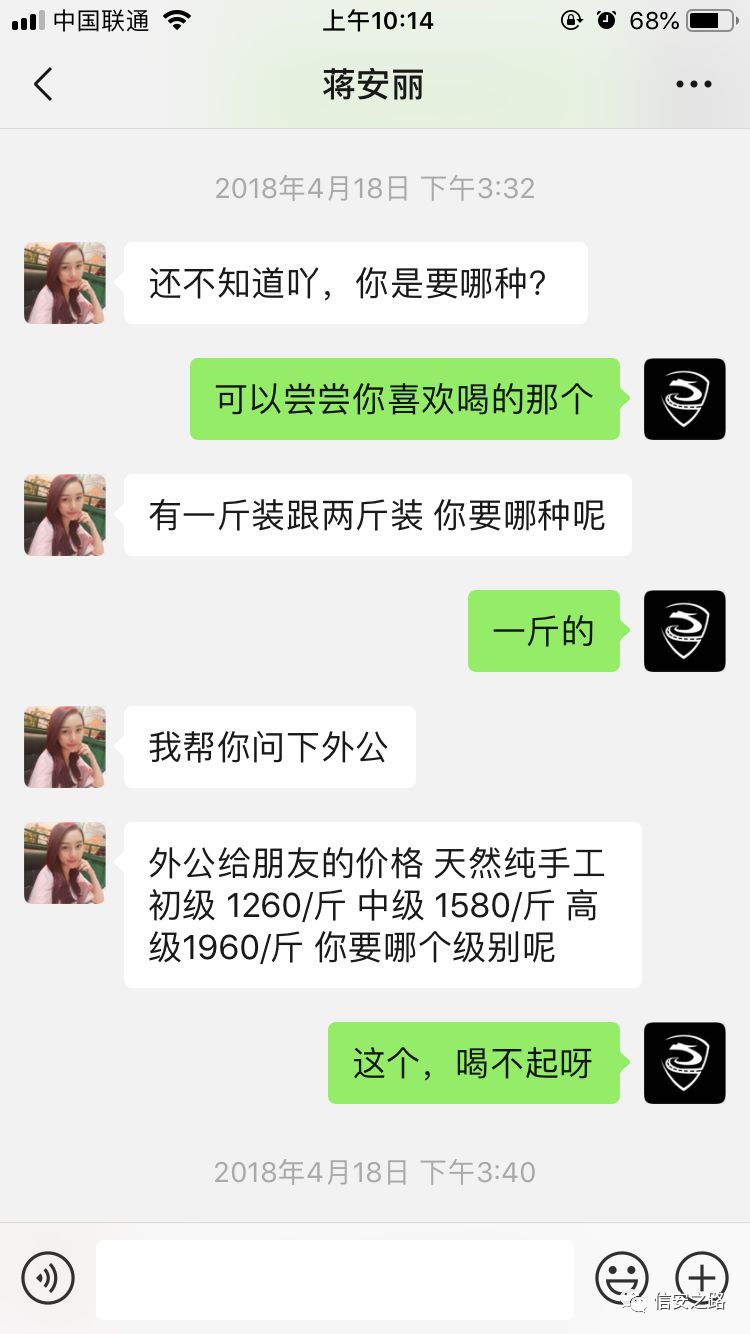 中国联通 上午10:14 68%
蒋安丽
2018年4月18日 下午3:32
还不知道吖，你是要哪种？
可以尝尝你喜欢喝的那个
有一斤装跟两斤装 你要哪种呢
一斤的
我帮你问下外公
外公给朋友的价格 天然纯手工
初级 1260/斤 中级 1580/斤 高
级1960/斤 你要哪个级别呢
这个，喝不起呀
2018年4月18日 下午3:40
信安之路